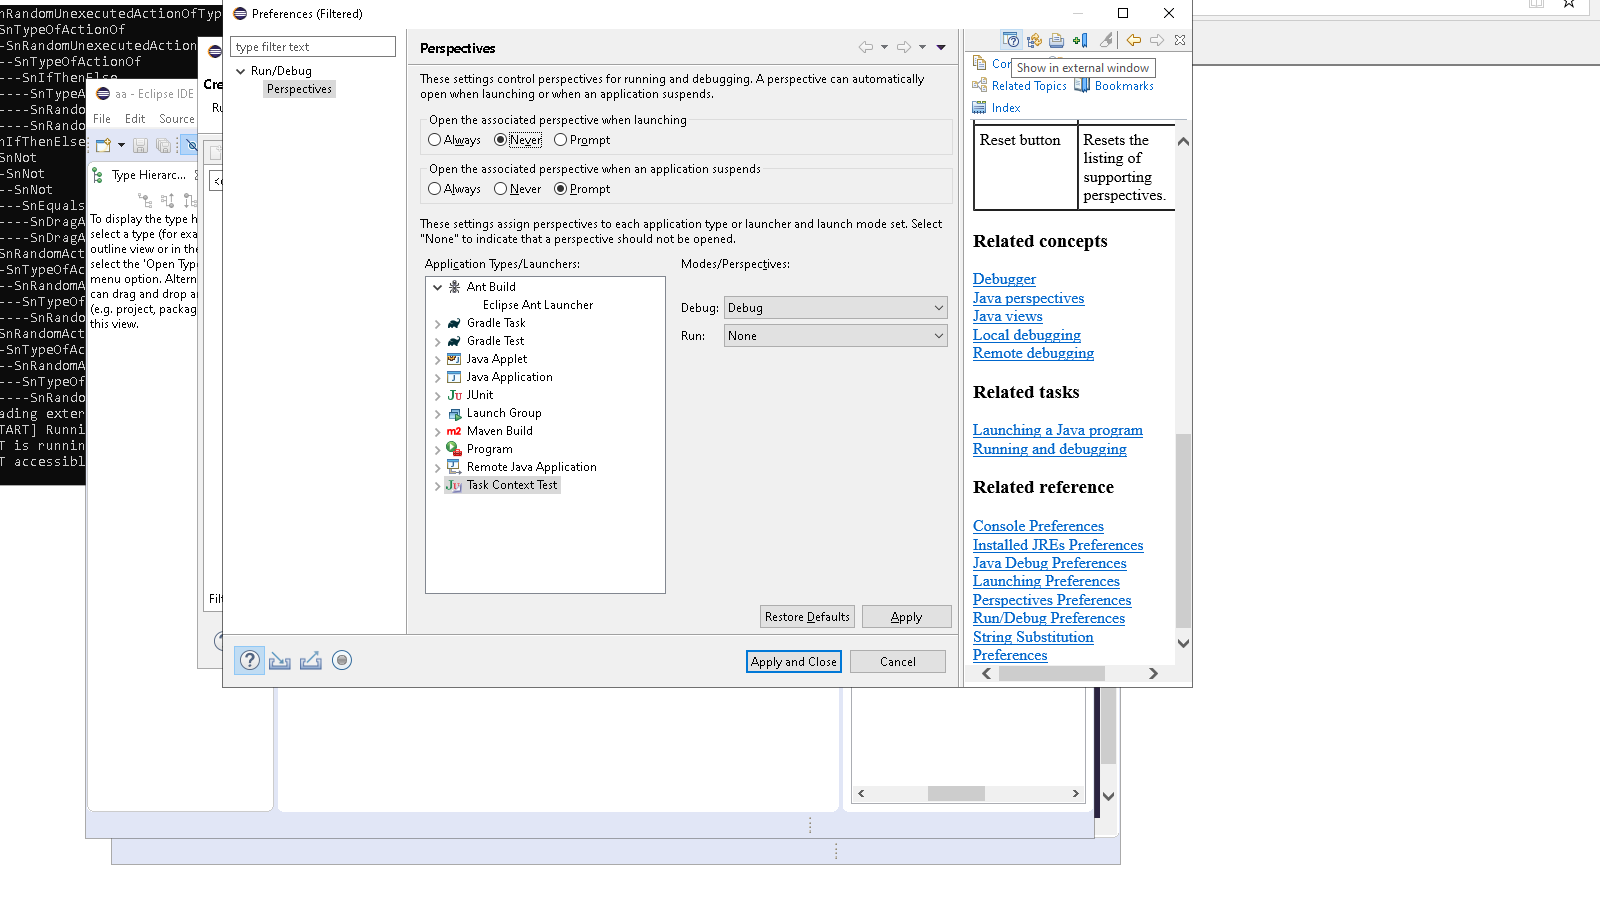 nRandomUnexecutedActionOfType
SnTypeOfActionOf
-SnRandomUnexecutedAction
--SnTypeOfActionOf
---SnIfThenElse
----SnTypeA
----SnRando
----SnRando
nIfThenElse
SnNot
-SnNot
--SnNot
---SnEquals
----SnDragA
----SnDragA
SnRandomAct
-SnTypeOfAc
--SnRandomA
---SnTypeOf
----SnRando
SnRandomAct
-SnTypeOfAc
--SnRandomA
---SnTypeOf
----SnRando
ading exter
TART] Runni
T is runnin
T accessibl
aa - Eclipse IDE
File Edit Source
Type Hierarc...
To display the type h
select a type (for exa
outline view or in the
select the 'Open Typ
menu option. Altern
can drag and drop a
(e.g. project, packag
this view.
Cre
Ru
Filt
Preferences (Filtered)
type filter text
Run/Debug
Perspectives
Perspectives
These settings control perspectives for running and debugging. A perspective can automatically
open when launching or when an application suspends.
Open the associated perspective when launching
Always Never Prompt
Open the associated perspective when an application suspends
Always Never Prompt
These settings assign perspectives to each application type or launcher and launch mode set. Select
"None" to indicate that a perspective should not be opened.
Application Types/Launchers:
Ant Build
Eclipse Ant Launcher
Gradle Task
Gradle Test
Java Applet
Java Application
JUnit
Launch Group
Maven Build
Program
Remote Java Application
Task Context Test
Modes/Perspectives:
Debug: Debug
Run: None
Restore Defaults Apply
Apply and Close Cancel
Con
Show in external window
Related Topics Bookmarks
Index
Reset button
Resets the
listing of
supporting
perspectives.
Related concepts
Debugger
Java perspectives
Java views
Local debugging
Remote debugging
Related tasks
Launching a Java program
Running and debugging
Related reference
Console Preferences
Installed JREs Preferences
Java Debug Preferences
Launching Preferences
Perspectives Preferences
Run/Debug Preferences
String Substitution
Preferences